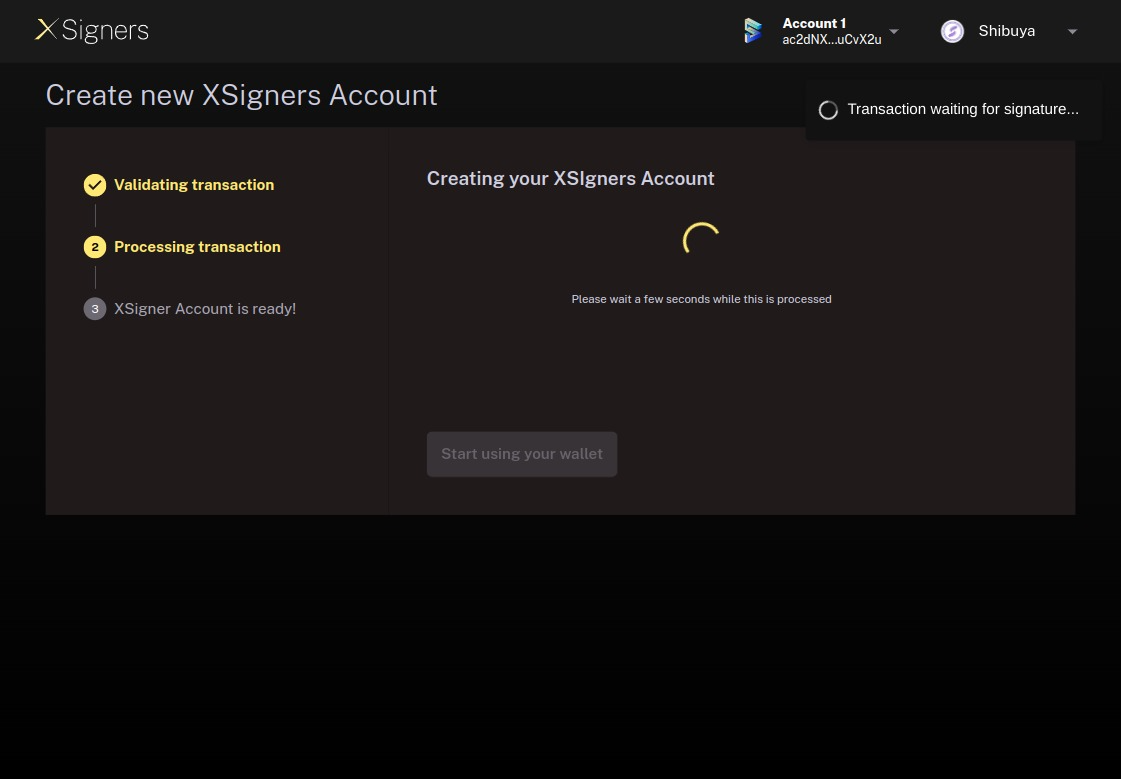 XSigners
Account 1
ac2dNX...uCvX2u
Shibuya
Create new XSigners Account
Transaction waiting for signature...
Validating transaction
2 Processing transaction
3 XSigner Account is ready!
Creating your XSIgners Account
Please wait a few seconds while this is processed
Start using your wallet